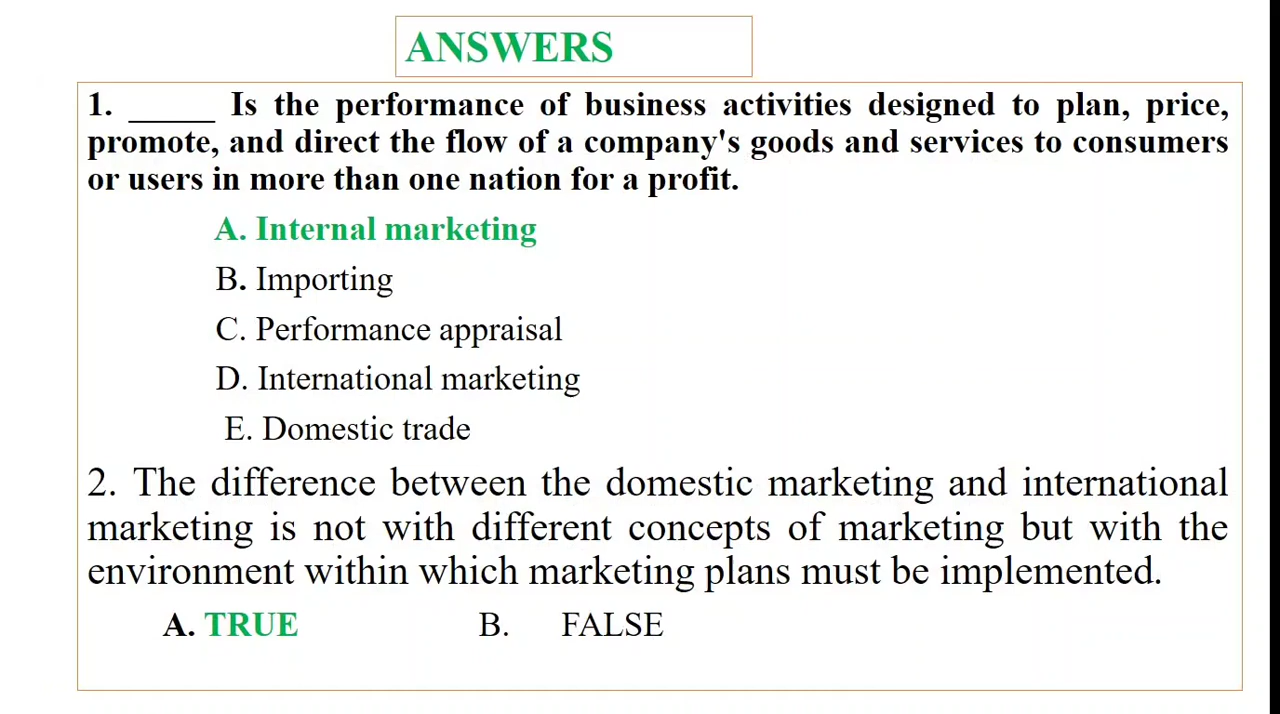 ANSWERS
1. _____ Is the performance of business activities designed to plan, price,
promote, and direct the flow of a company's goods and services to consumers
or users in more than one nation for a profit.
A. Internal marketing
B. Importing
C. Performance appraisal
D. International marketing
E. Domestic trade
2. The difference between the domestic marketing and international
marketing is not with different concepts of marketing but with the
environment within which marketing plans must be implemented.
A. TRUE B. FALSE